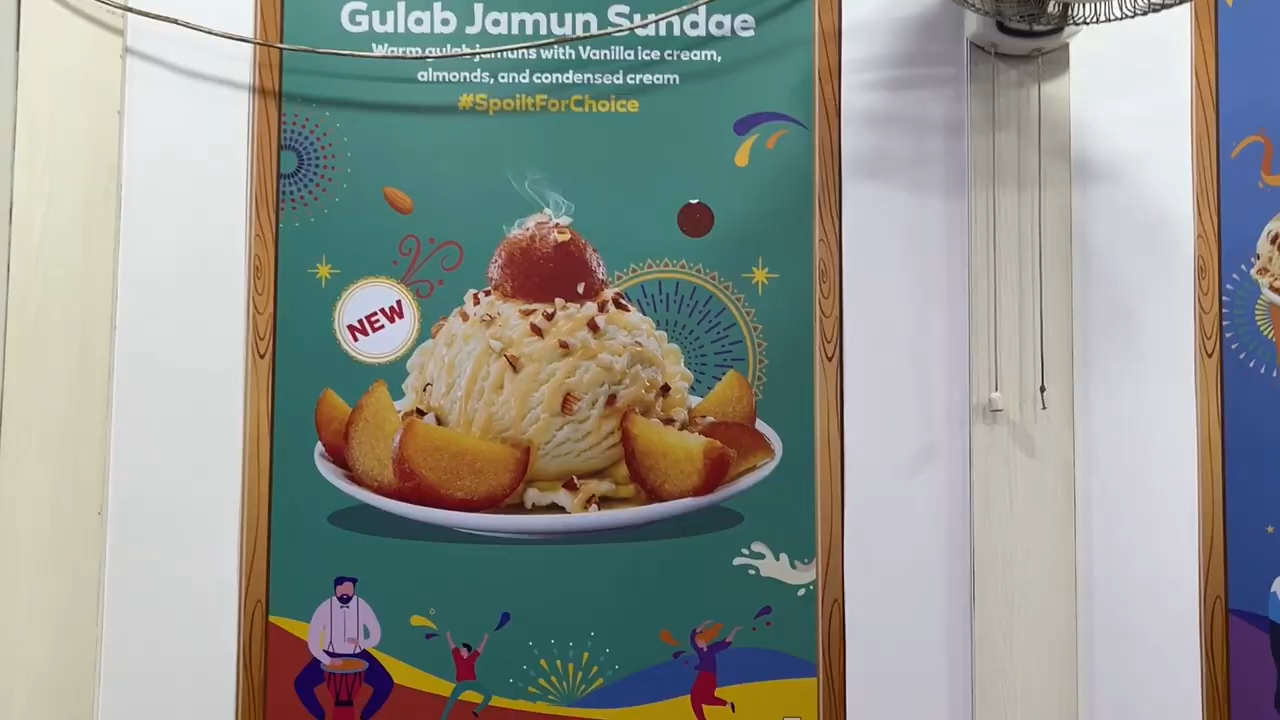 Gulab Jamun Sundae
Warm gulab jamuns with Vanilla ice cream,
almonds, and condensed cream
#SpoiltForChoice
NEW